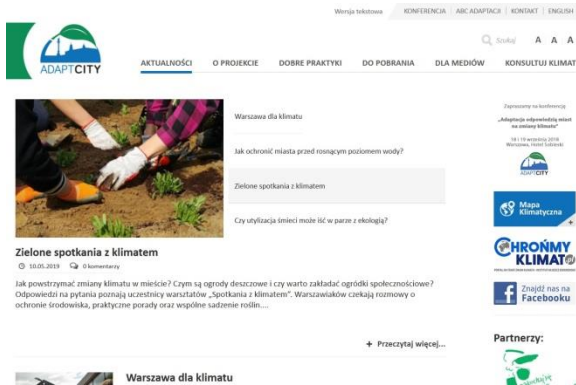 Wersja tekstowa
KONFERENCJA | ABC ADAPTACJI | KONTAKT | ENGLISH
Szukaj A A A
ADAPTCITY
AKTUALNOŚCI O PROJEKCIE DOBRE PRAKTYKI DO POBRANIA DLA MEDIÓW KONSULTUJ KLIMAT
Warszawa dla klimatu
Jak ochronić miasta przed rosnącym poziomem wody?
Zielone spotkania z klimatem
Czy utylizacja śmieci może iść w parze z ekologią?
Zielone spotkania z klimatem
10.05.2019 0 komentarzy
Jak powstrzymać zmiany klimatu w mieście? Czym są ogrody deszczowe i czy warto zakładać ogródki społecznościowe?
Odpowiedzi na pytania poznają uczestnicy warsztatów „Spotkania z klimatem”. Warszawiaków czekają rozmowy o
ochronie środowiska, praktyczne porady oraz wspólne sadzenie roślin....
+ Przeczytaj więcej...
Warszawa dla klimatu
Zapraszamy na konferencję
„Adaptacja odpowiedzią miast
na zmiany klimatu”
18 i 19 września 2018
Warszawa, Hotel Sobieski
ADAPTCITY
Mapa
Klimatyczna
+
CHROŃMY
KLIMAT
Znajdź nas na
Facebooku
Partnerzy: